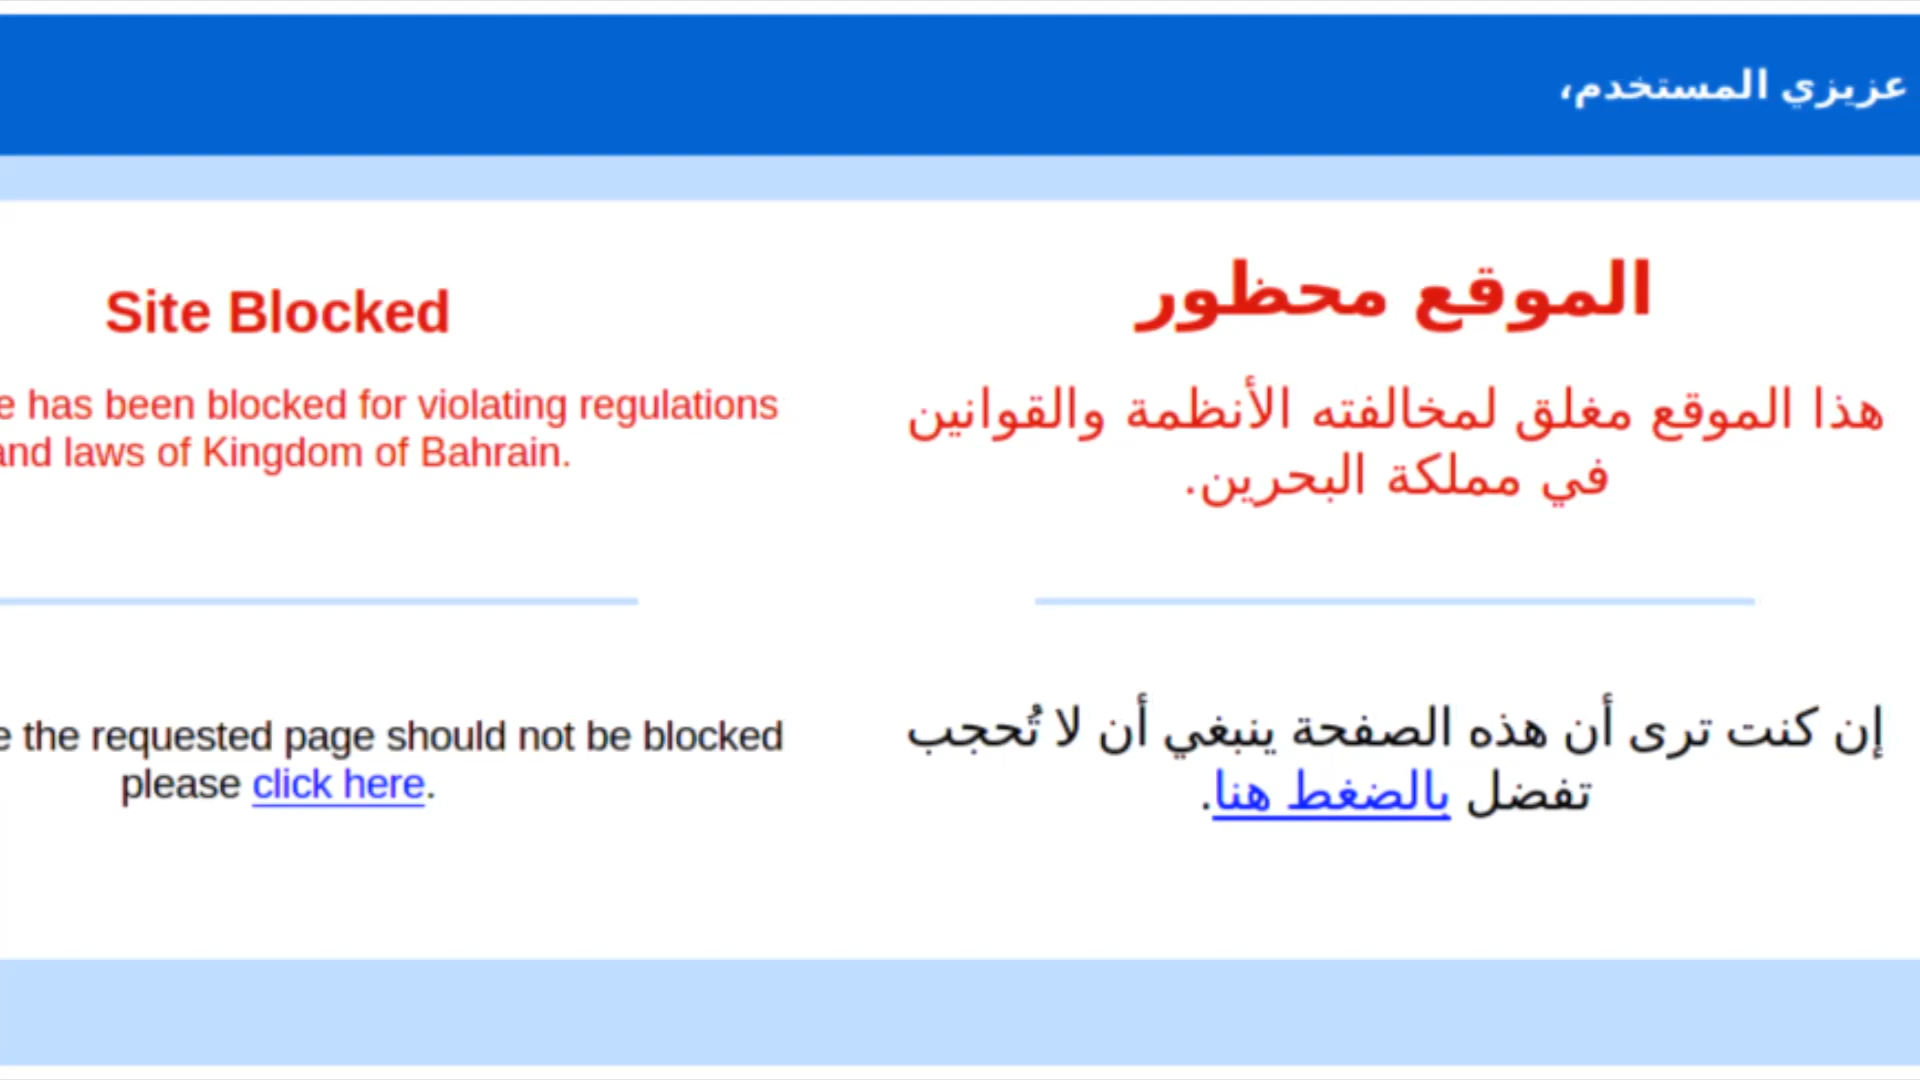 عزيزي المستخدم،
Site Blocked
e has been blocked for violating regulations
and laws of Kingdom of Bahrain.
e the requested page should not be blocked
please click here.
الموقع محظور
هذا الموقع مغلق لمخالفته الأنظمة والقوانين
في مملكة البحرين.
إن كنت ترى أن هذه الصفحة ينبغي أن لا تُحجب
تفضل بالضغط هنا.